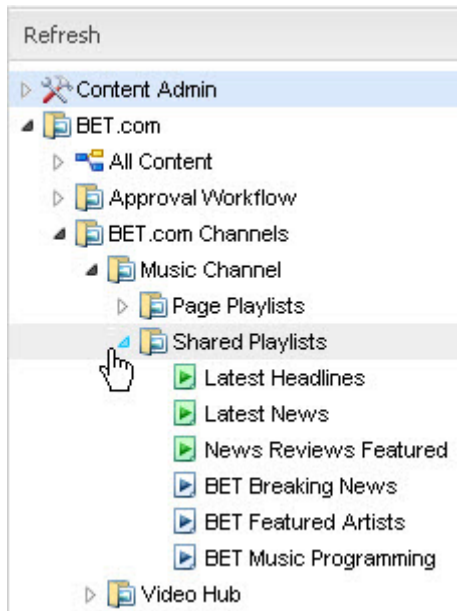 Refresh
Content Admin
BET.com
All Content
Approval Workflow
BET.com Channels
Music Channel
Page Playlists
Shared Playlists
Latest Headlines
Latest News
News Reviews Featured
BET Breaking News
BET Featured Artists
BET Music Programming
Video Hub